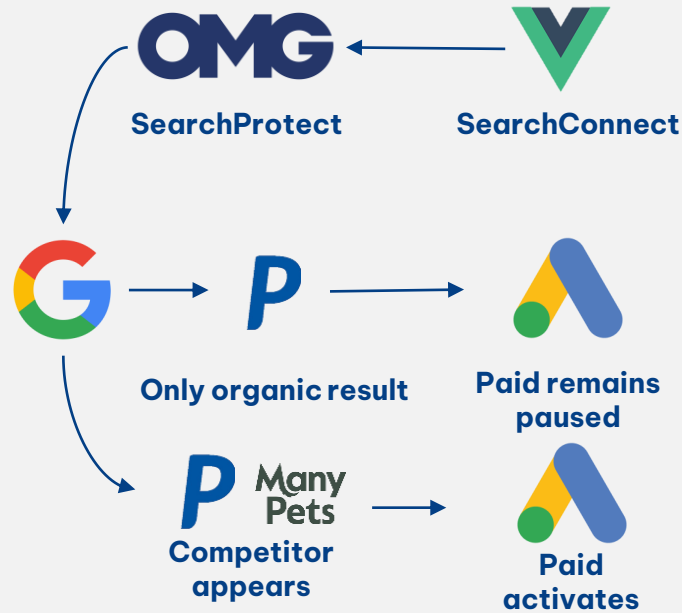 OMG
SearchProtect
SearchConnect
G
P
Only organic result
Paid remains
paused
P
Many
Pets
Competitor
appears
Paid
activates